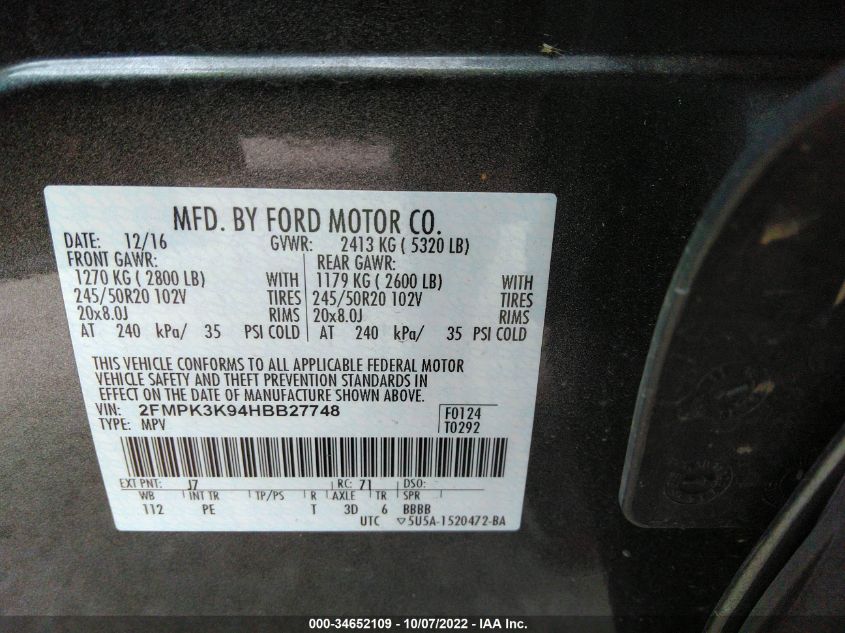 MFD. BY FORD MOTOR CO.
DATE: 12/16 GVWR: 2413 KG ( 5320 LB)
FRONT GAWR: REAR GAWR:
1270 KG ( 2800 LB) WITH 1179 KG ( 2600 LB) WITH
245/50R20 102V TIRES 245/50R20 102V TIRES
20x8.0J RIMS 20x8.0J RIMS
AT 240 kPa/ 35 PSI COLD AT 240 kPa/ 35 PSI COLD
THIS VEHICLE CONFORMS TO ALL APPLICABLE FEDERAL MOTOR
VEHICLE SAFETY AND THEFT PREVENTION STANDARDS IN
EFFECT ON THE DATE OF MANUFACTURE SHOWN ABOVE.
VIN: 2FMPK3K94HBB27748 F0124
TYPE: MPV T0292
EXT PNT: J7 RC: 71 DSO:
WB INT TR TP/PS R AXLE TR SPR
112 PE T 3D 6 BBBB
UTC ▽5U5A-1520472-BA
000-34652109 - 10/07/2022 - IAA Inc.